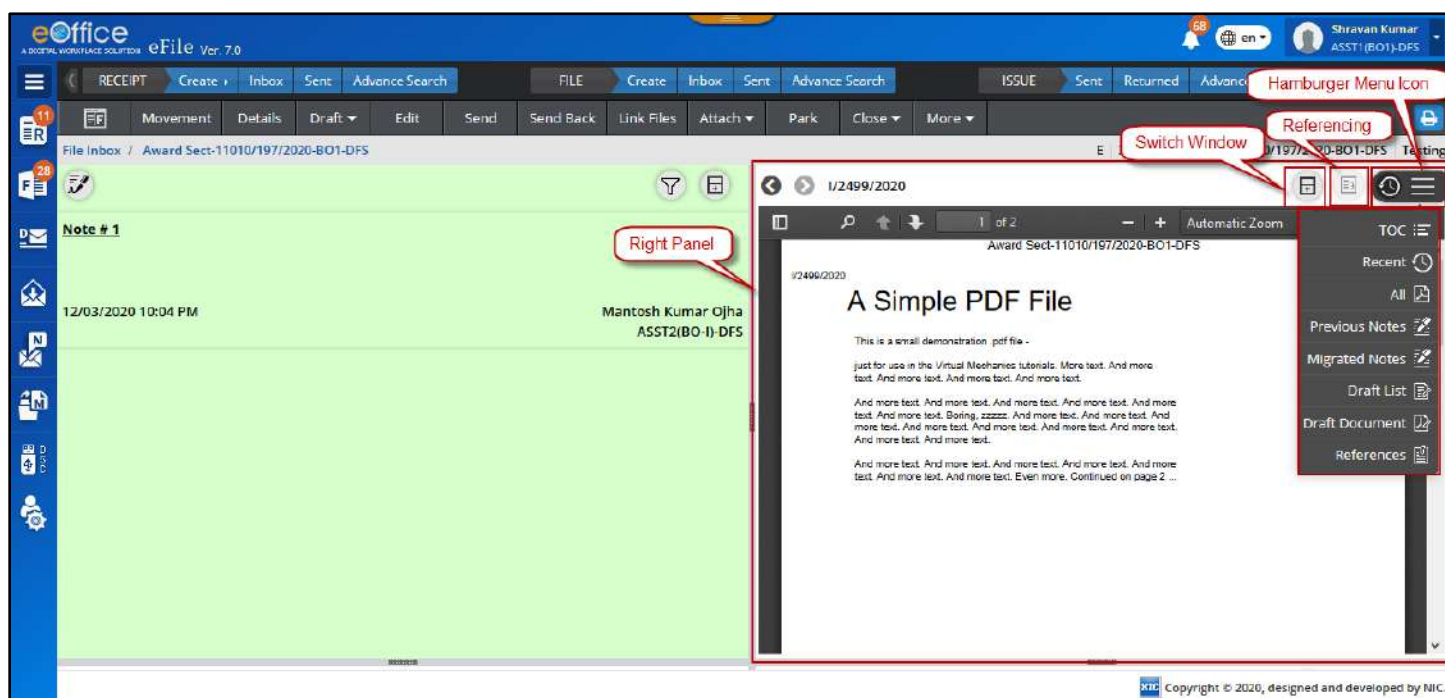 eOffice
A DIGITAL WORKPLACE SOLUTION eFile Ver. 7.0
68
en
Shravan Kumar
ASST1(BO1)-DFS
RECEIPT Create Inbox Sent Advance Search FILE Create Inbox Sent Advance Search ISSUE Sent Returned Advanc
Hamburger Menu Icon
11
R
Movement Details Draft Edit Send Send Back Link Files Attach Park Close More
Referencing
Switch Window
File Inbox / Award Sect-11010/197/2020-BO1-DFS E 0/197/2020-BO1-DFS Testing
28
F
I/2499/2020
Note # 1
1 of 2 Automatic Zoom
Right Panel
TOC
Recent
All
Previous Notes
Migrated Notes
Draft List
Draft Document
References
Award Sect-11010/197/2020-BO1-DFS
I/2499/2020
A Simple PDF File
This is a small demonstration .pdf file -
just for use in the Virtual Mechanics tutorials. More text. And more
text. And more text. And more text. And more text.
And more text. And more text. And more text. And more text. And more
text. And more text. Boring, zzzzz. And more text. And more text. And
more text. And more text. And more text. And more text. And more text.
And more text. And more text.
And more text. And more text. And more text. And more text. And more
text. And more text. And more text. Even more. Continued on page 2 ...
12/03/2020 10:04 PM
Mantosh Kumar Ojha
ASST2(BO-I)-DFS
D
N
M
DSC
NIC Copyright © 2020, designed and developed by NIC.